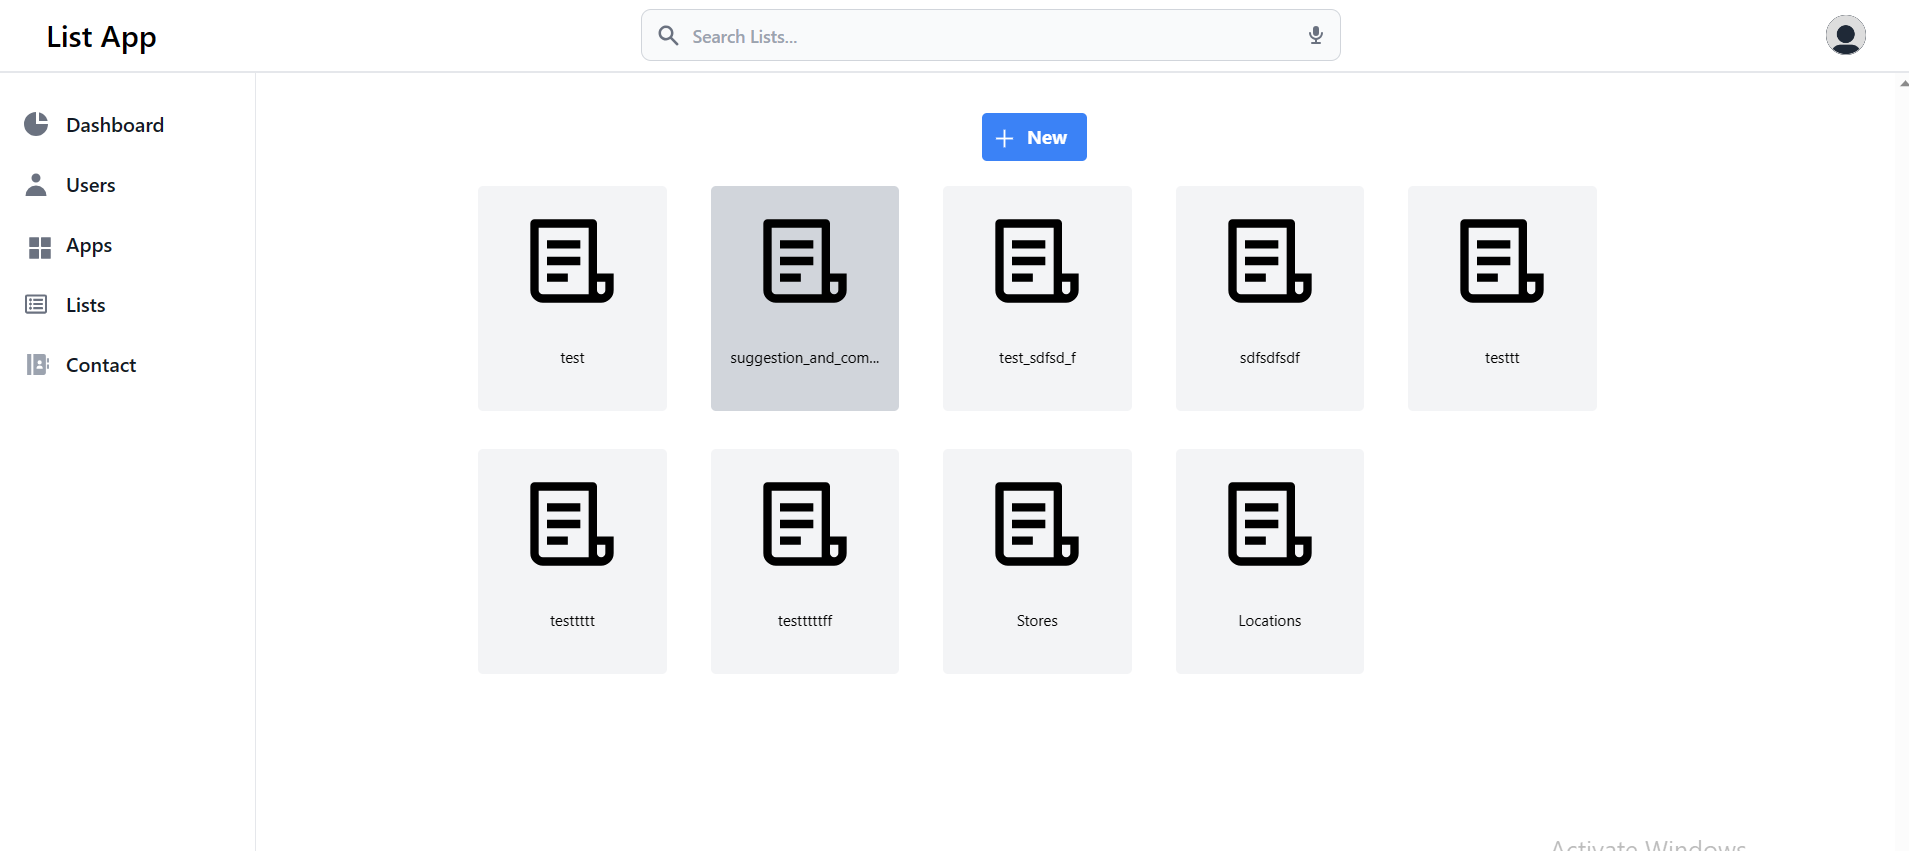 List App
Search Lists...
Dashboard
Users
Apps
Lists
Contact
New
test
suggestion_and_com...
test_sdfsd_f
sdfsdfsdf
testtt
testtttt
testttttff
Stores
Locations
Activate Windows